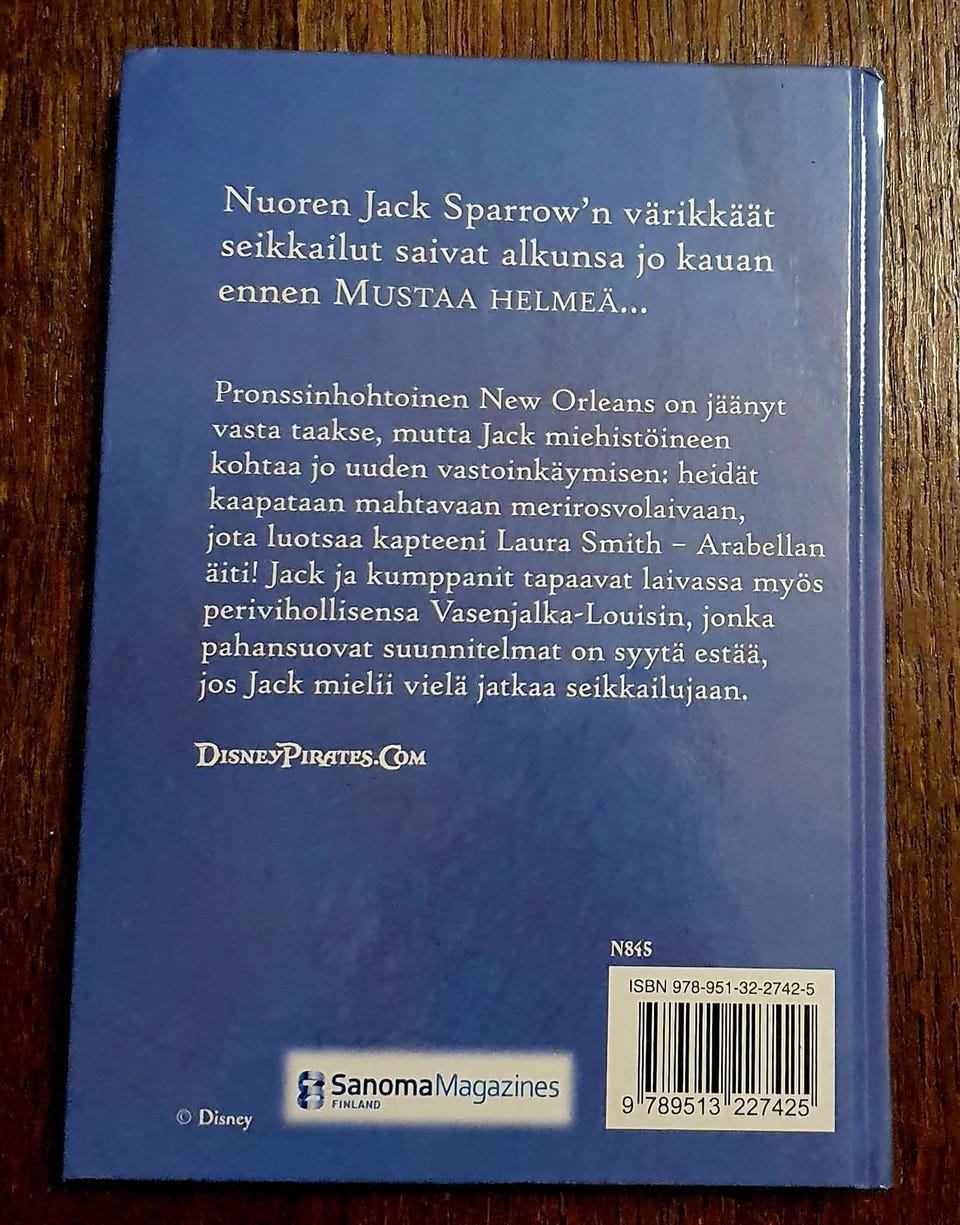 Nuoren Jack Sparrow'n värikkäät
seikkailut saivat alkunsa jo kauan
ennen MUSTAA HELMEÄ...
Pronssinhohtoinen New Orleans on jäänyt
vasta taakse, mutta Jack miehistöineen
kohtaa jo uuden vastoinkäymisen: heidät
kaapataan mahtavaan merirosvolaivaan,
jota luotsaa kapteeni Laura Smith – Arabellan
äiti! Jack ja kumppanit tapaavat laivassa myös
perivihollisensa Vasenjalka-Louisin, jonka
pahansuovat suunnitelmat on syytä estää,
jos Jack mielii vielä jatkaa seikkailujaan.
DISNEYPIRATES.COM
N845
ISBN 978-951-32-2742-5
9 789513 227425
SanomaMagazines
FINLAND
© Disney